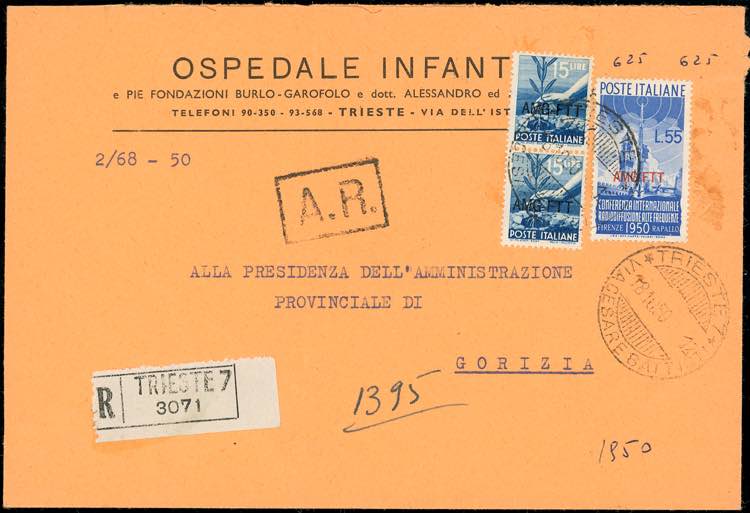 OSPEDALE INFANT
e PIE FONDAZIONI BURLO-GAROFOLO e dott. ALESSANDRO ed
TELEFONI 90-350 - 93-568 - TRIESTE - VIA DELL'IST
625 625
15 LIRE
AMG-FTT
POSTE ITALIANE
15 LIRE
AMG-FTT
POSTE ITALIANE
POSTE ITALIANE
L.55
AMG-FTT
CONFERENZA INTERNAZIONALE
RADIODIFFUSIONE ALTE FREQUENZE
FIRENZE 1950 RAPALLO
2/68 - 50
A.R.
ALLA PRESIDENZA DELL'AMMINISTRAZIONE
PROVINCIALE DI
GORIZIA
TRIESTE 7
VIA CESARE BATTISTI
R TRIESTE 7
3071
1395
1950